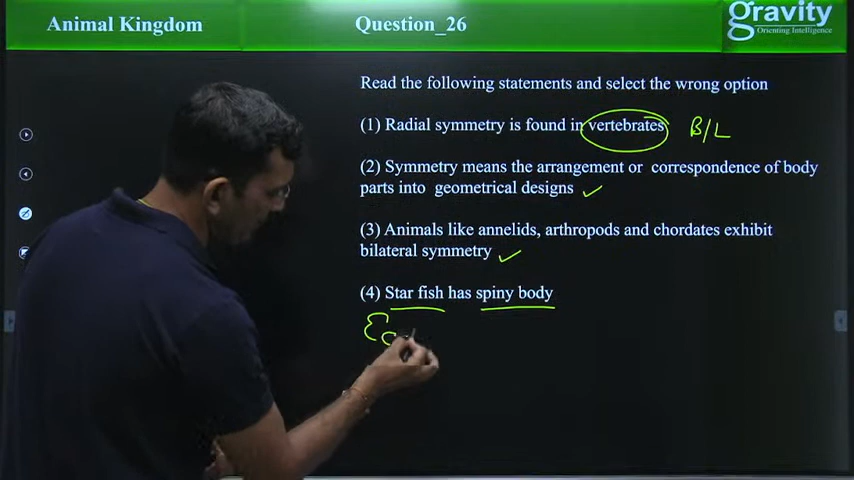 Animal Kingdom
Question_26
gravity
Orienting Intelligence
Read the following statements and select the wrong option
(1) Radial symmetry is found in vertebrates B/L
(2) Symmetry means the arrangement or correspondence of body
parts into geometrical designs
(3) Animals like annelids, arthropods and chordates exhibit
bilateral symmetry
(4) Star fish has spiny body
Ec